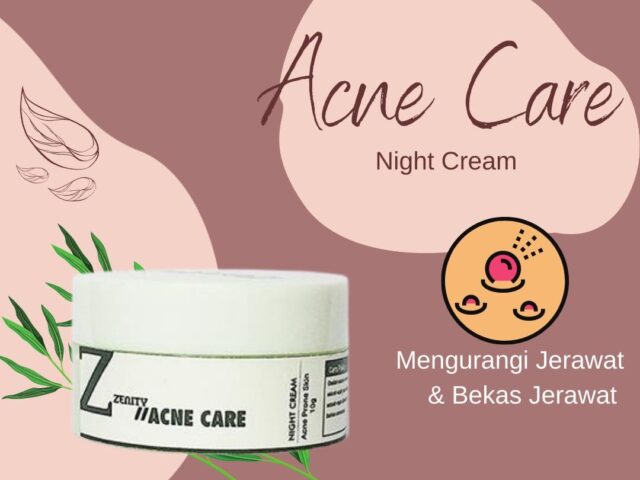 Acne Care
Night Cream
Mengurangi Jerawat
& Bekas Jerawat
ZENITY
//ACNE CARE
NIGHT CREAM
Acne Prone Skin
10g